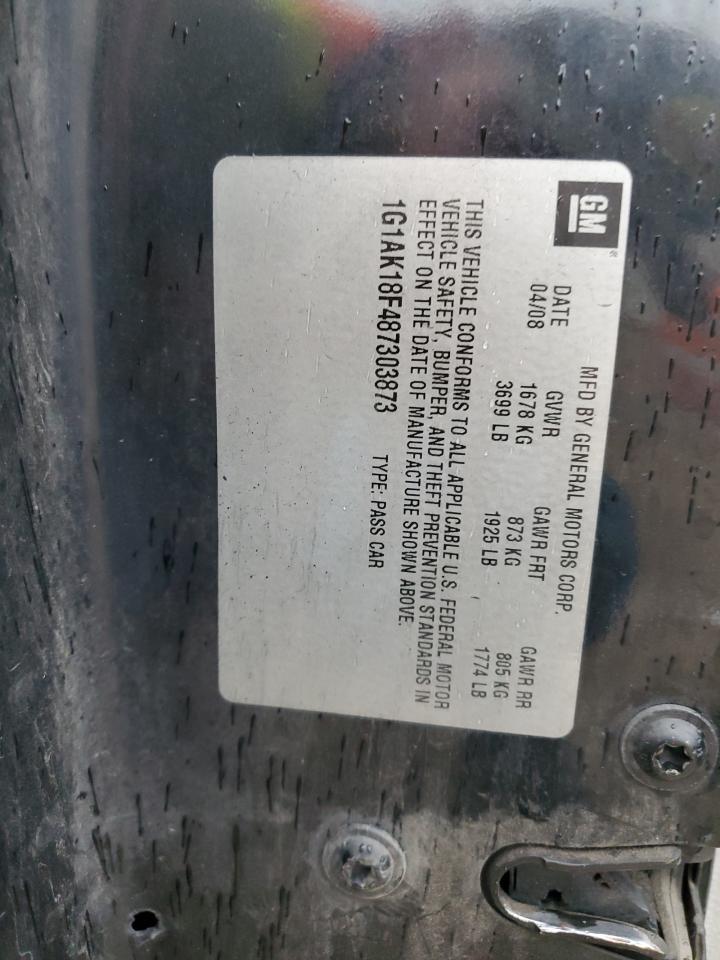 GM
MFD BY GENERAL MOTORS CORP.
DATE GVWR GAWR FRT GAWR RR
04/08 1678 KG 873 KG 805 KG
3699 LB 1925 LB 1774 LB
THIS VEHICLE CONFORMS TO ALL APPLICABLE U.S. FEDERAL MOTOR
VEHICLE SAFETY, BUMPER, AND THEFT PREVENTION STANDARDS IN
EFFECT ON THE DATE OF MANUFACTURE SHOWN ABOVE.
1G1AK18F487303873 TYPE: PASS CAR